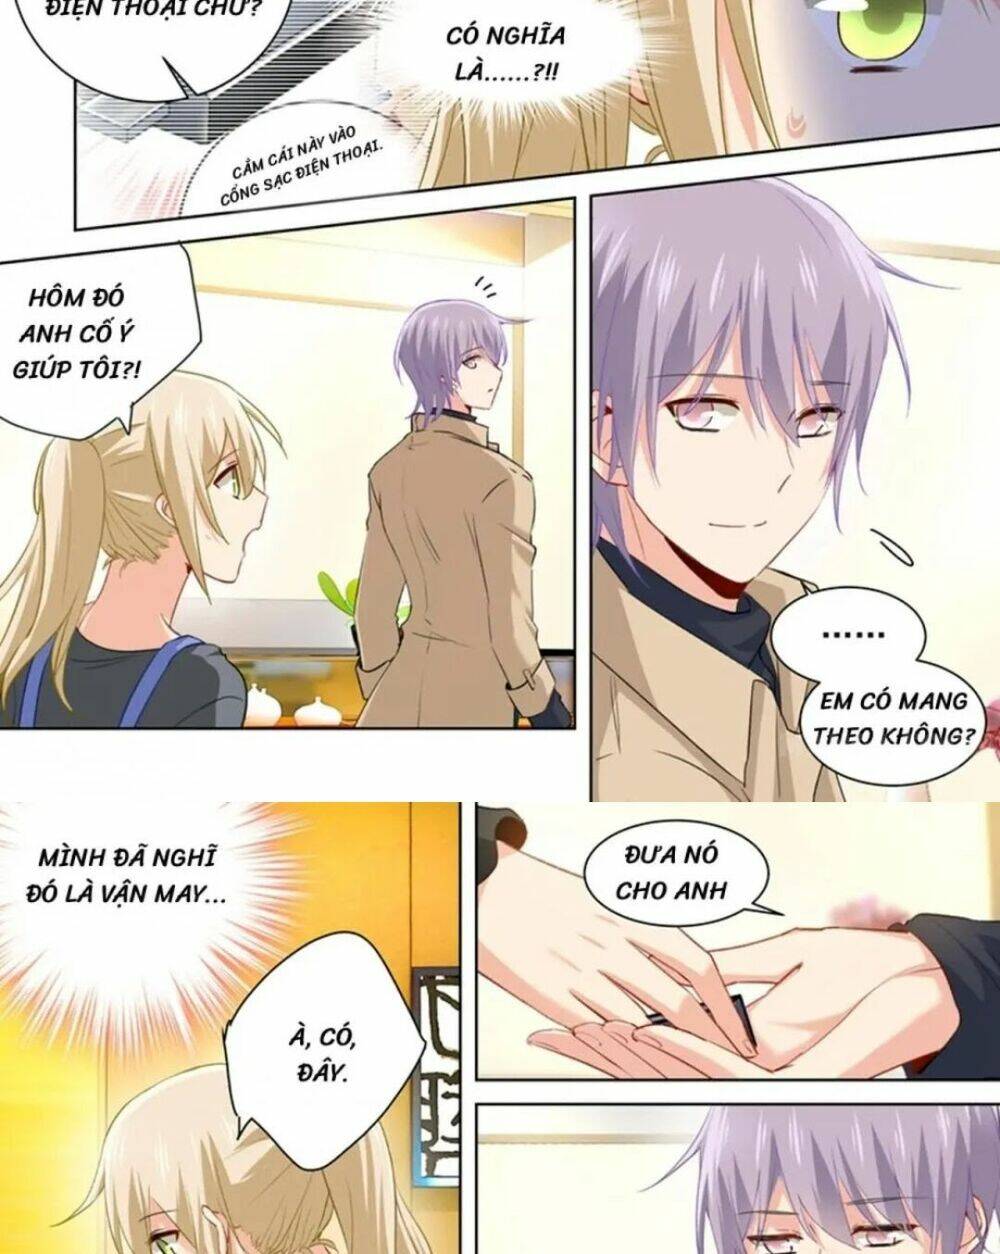 ĐIỆN THOẠI CHỨ?
CÓ NGHĨA
LÀ......?!!
CẮM CÁI NÀY VÀO
CỔNG SẠC ĐIỆN THOẠI.
HÔM ĐÓ
ANH CỐ Ý
GIÚP TÔI?!
......
EM CÓ MANG
THEO KHÔNG?
MÌNH ĐÃ NGHĨ
ĐÓ LÀ VẬN MAY...
ĐƯA NÓ
CHO ANH
À, CÓ,
ĐÂY.